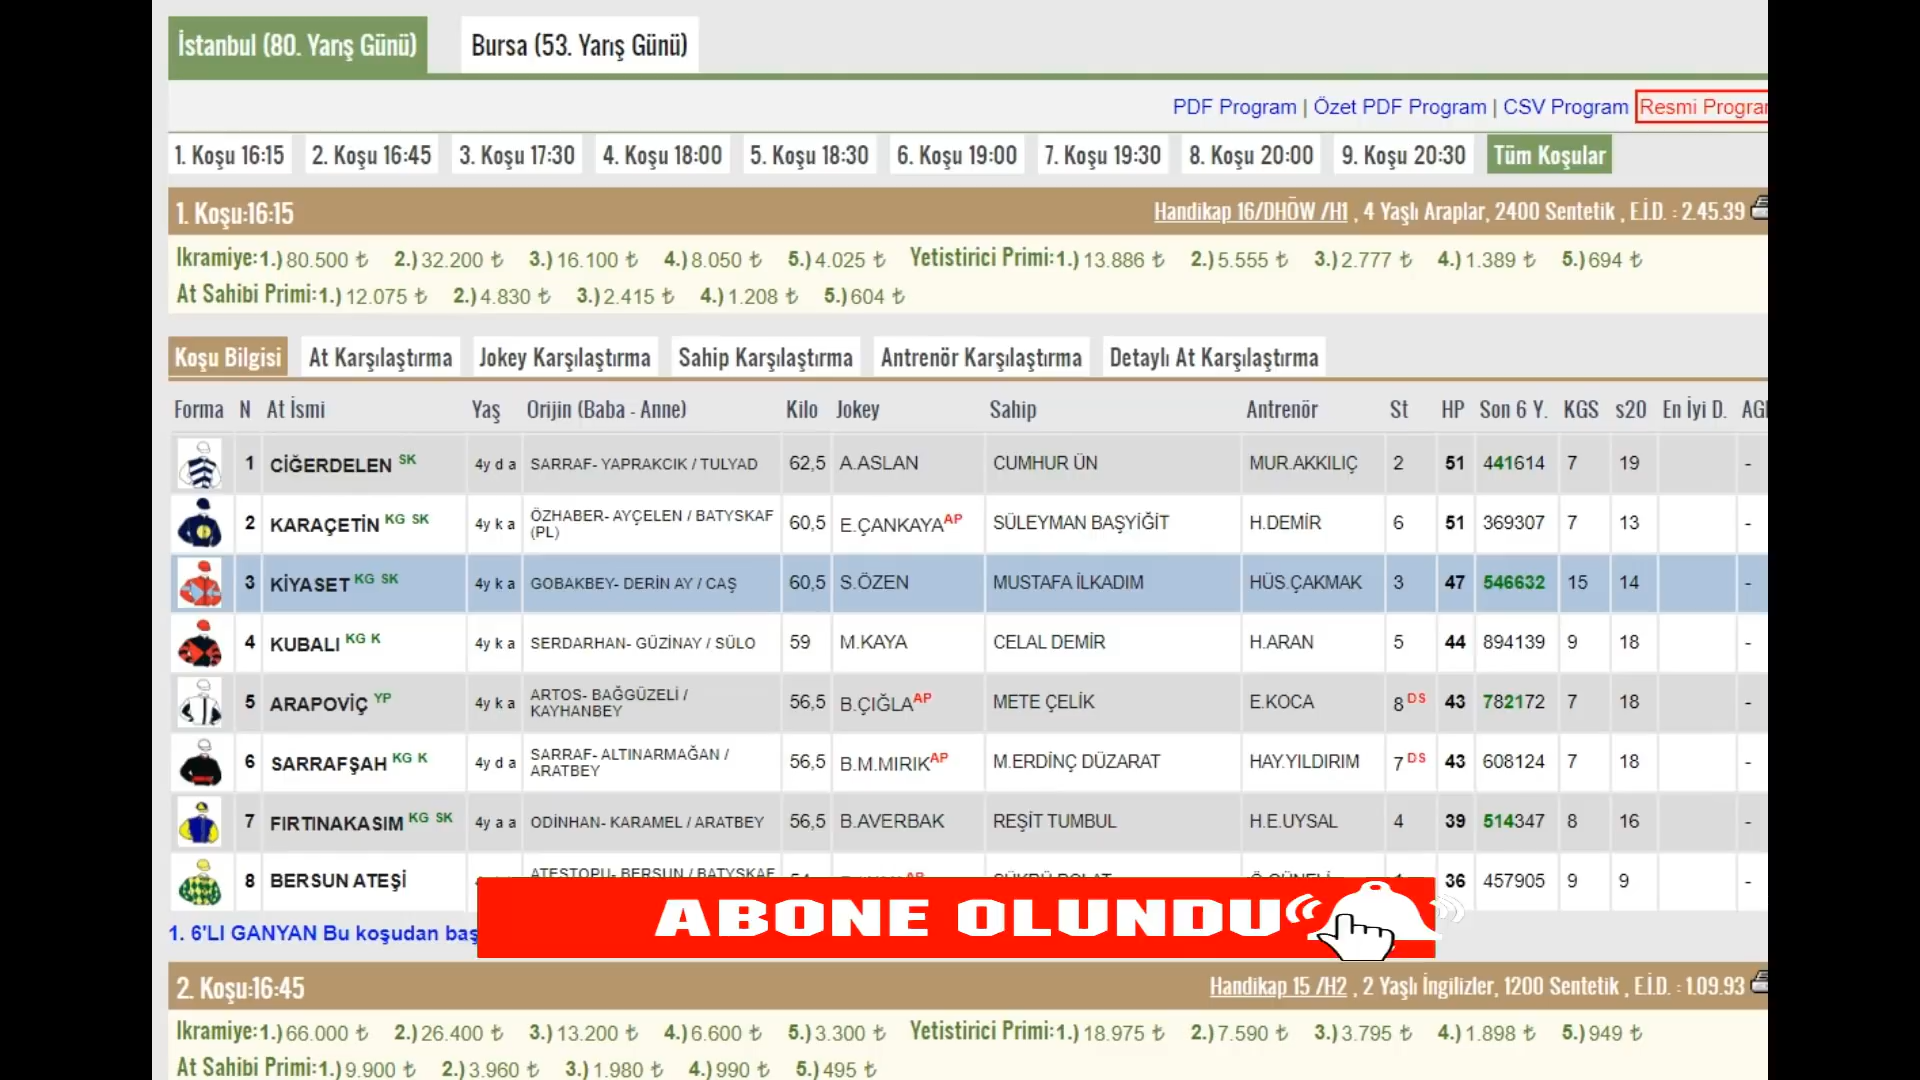 İstanbul (80. Yarış Günü) Bursa (53. Yarış Günü)
PDF Program | Özet PDF Program | CSV Program Resmi Program
1. Koşu 16:15 2. Koşu 16:45 3. Koşu 17:30 4. Koşu 18:00 5. Koşu 18:30 6. Koşu 19:00 7. Koşu 19:30 8. Koşu 20:00 9. Koşu 20:30 Tüm Koşular
1. Koşu:16:15 Handikap 16/DHÖW /H1 , 4 Yaşlı Araplar, 2400 Sentetik , E.İ.D. : 2.45.39
Ikramiye:1.) 80.500 ₺ 2.) 32.200 ₺ 3.) 16.100 ₺ 4.) 8.050 ₺ 5.) 4.025 ₺ Yetistirici Primi:1.) 13.886 ₺ 2.) 5.555 ₺ 3.) 2.777 ₺ 4.) 1.389 ₺ 5.) 694 ₺
At Sahibi Primi:1.) 12.075 ₺ 2.) 4.830 ₺ 3.) 2.415 ₺ 4.) 1.208 ₺ 5.) 604 ₺
Koşu Bilgisi At Karşılaştırma Jokey Karşılaştırma Sahip Karşılaştırma Antrenör Karşılaştırma Detaylı At Karşılaştırma
Forma N At İsmi Yaş Orijin (Baba - Anne) Kilo Jokey Sahip Antrenör St HP Son 6 Y. KGS s20 En İyi D.
1 CİĞERDELEN SK 4y d a SARRAF- YAPRAKCIK / TULYAD 62,5 A.ASLAN CUMHUR ÜN MUR.AKKILIÇ 2 51 441614 7 19 -
2 KARAÇETİN KG SK 4y k a ÖZHABER- AYÇELEN / BATYSKAF (PL) 60,5 E.ÇANKAYA AP SÜLEYMAN BAŞYİĞİT H.DEMİR 6 51 369307 7 13 -
3 KİYASET KG SK 4y k a GOBAKBEY- DERİN AY / CAŞ 60,5 S.ÖZEN MUSTAFA İLKADIM HÜS.ÇAKMAK 3 47 546632 15 14 -
4 KUBALI KG K 4y k a SERDARHAN- GÜZİNAY / SÜLO 59 M.KAYA CELAL DEMİR H.ARAN 5 44 894139 9 18 -
5 ARAPOVİÇ YP 4y k a ARTOS- BAĞGÜZELİ / KAYHANBEY 56,5 B.ÇIĞLA AP METE ÇELİK E.KOCA 8 DS 43 782172 7 18 -
6 SARRAFŞAH KG K 4y d a SARRAF- ALTINARMAĞAN / ARATBEY 56,5 B.M.MIRIK AP M.ERDİNÇ DÜZARAT HAY.YILDIRIM 7 DS 43 608124 7 18 -
7 FIRTINAKASIM KG SK 4y a a ODİNHAN- KARAMEL / ARATBEY 56,5 B.AVERBAK REŞİT TUMBUL H.E.UYSAL 4 39 514347 8 16 -
8 BERSUN ATEŞİ ATEŞTOPU- BERSUN / BATYSKAF 36 457905 9 9 -
ABONE OLUNDU
1. 6'LI GANYAN Bu koşudan
2. Koşu:16:45 Handikap 15 /H2 , 2 Yaşlı İngilizler, 1200 Sentetik , E.İ.D. : 1.09.93
Ikramiye:1.) 66.000 ₺ 2.) 26.400 ₺ 3.) 13.200 ₺ 4.) 6.600 ₺ 5.) 3.300 ₺ Yetistirici Primi:1.) 18.975 ₺ 2.) 7.590 ₺ 3.) 3.795 ₺ 4.) 1.898 ₺ 5.) 949 ₺
At Sahibi Primi:1.) 9.900 ₺ 2.) 3.960 ₺ 3.) 1.980 ₺ 4.) 990 ₺ 5.) 495 ₺